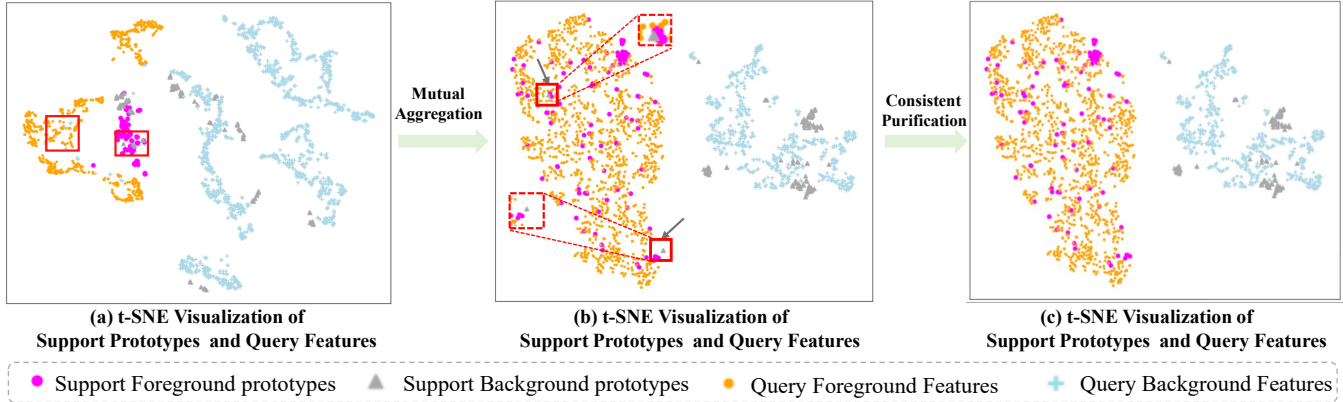 Mutual
Aggregation
Consistent
Purification
(a) t-SNE Visualization of
Support Prototypes and Query Features
(b) t-SNE Visualization of
Support Prototypes and Query Features
(c) t-SNE Visualization of
Support Prototypes and Query Features
Support Foreground prototypes
Support Background prototypes
Query Foreground Features
Query Background Features